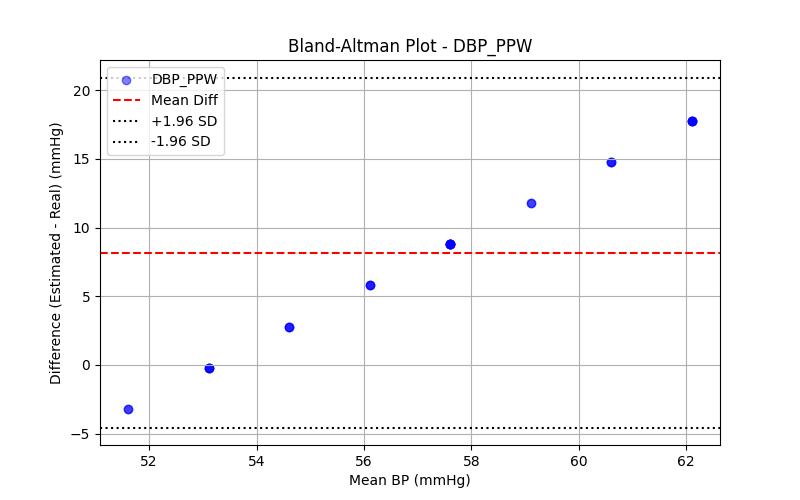 Bland-Altman Plot - DBP_PPW
DBP_PPW
Mean Diff
+1.96 SD
-1.96 SD
Difference (Estimated - Real) (mmHg)
20
15
10
5
0
−5
52 54 56 58 60 62
Mean BP (mmHg)